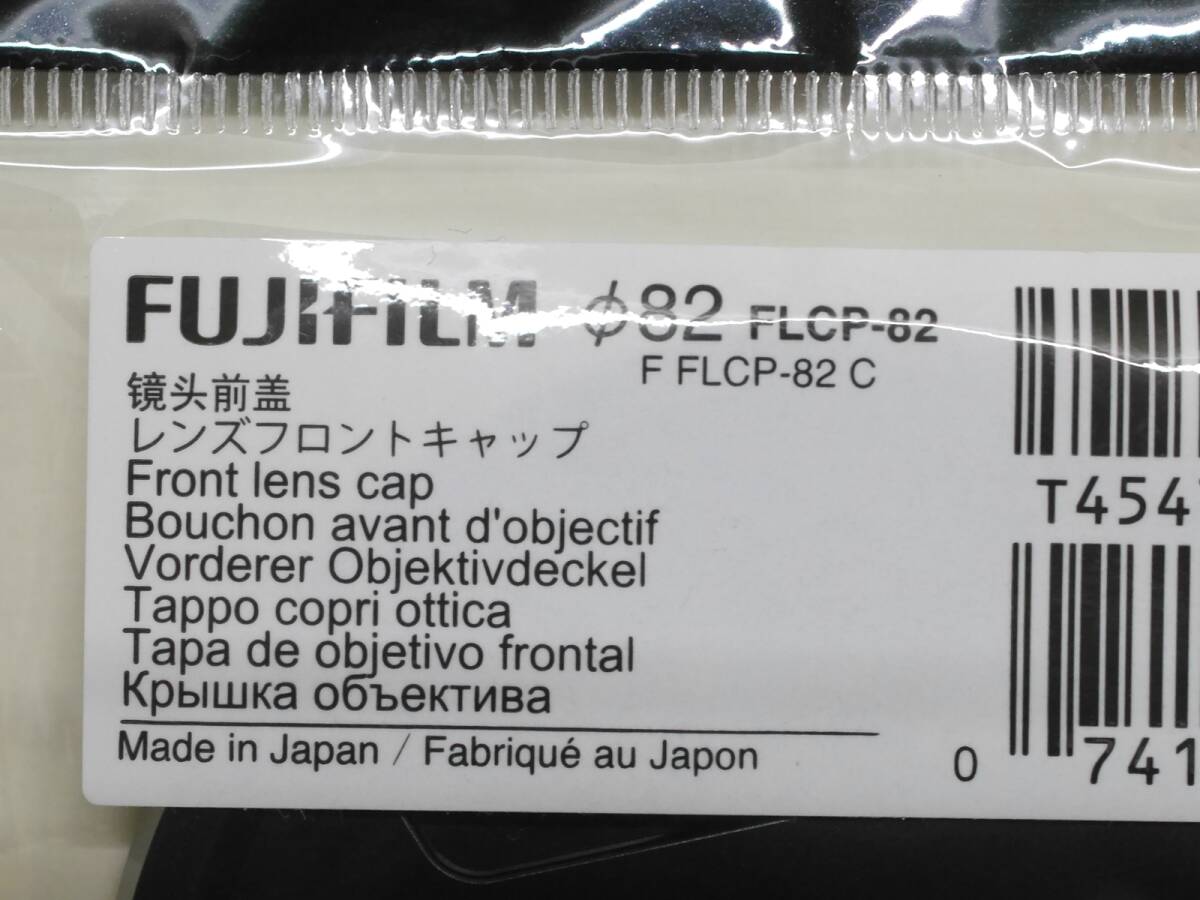 FUJIFILM ϕ82 FLCP-82
F FLCP-82 C
镜头前盖
レンズフロントキャップ
Front lens cap
Bouchon avant d'objectif
Vorderer Objektivdeckel
Tappo copri ottica
Tapa de objetivo frontal
Крышка объектива
Made in Japan / Fabriqué au Japon
T454
0 741